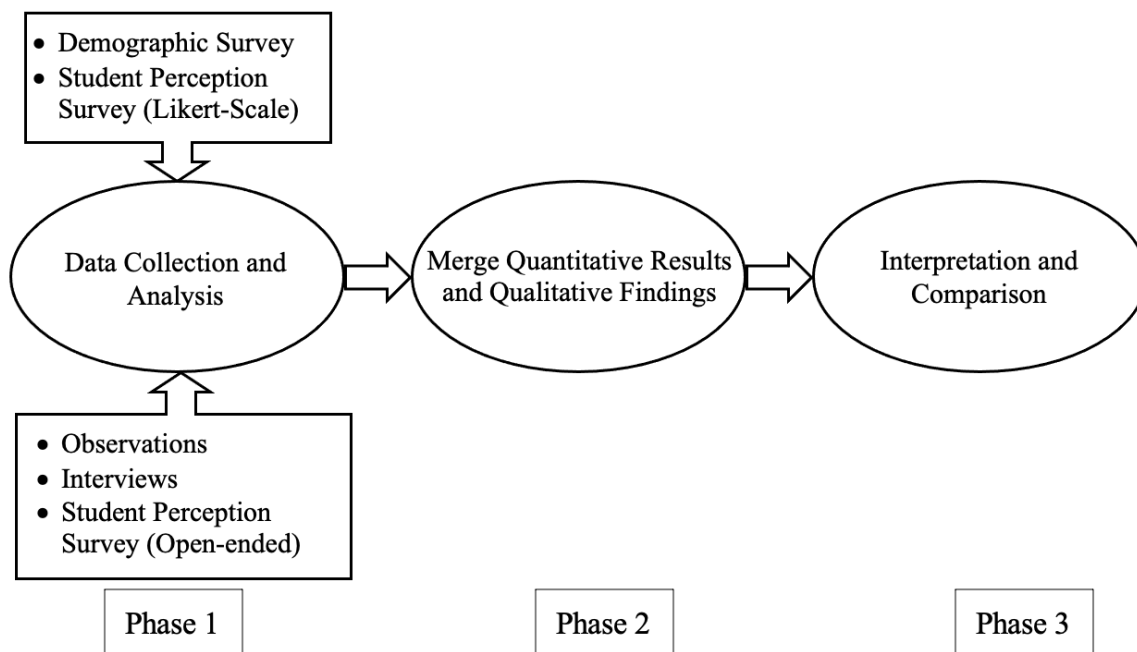 • Demographic Survey
• Student Perception
Survey (Likert-Scale)
Data Collection and
Analysis
Merge Quantitative Results
and Qualitative Findings
Interpretation and
Comparison
• Observations
• Interviews
• Student Perception
Survey (Open-ended)
Phase 1
Phase 2
Phase 3